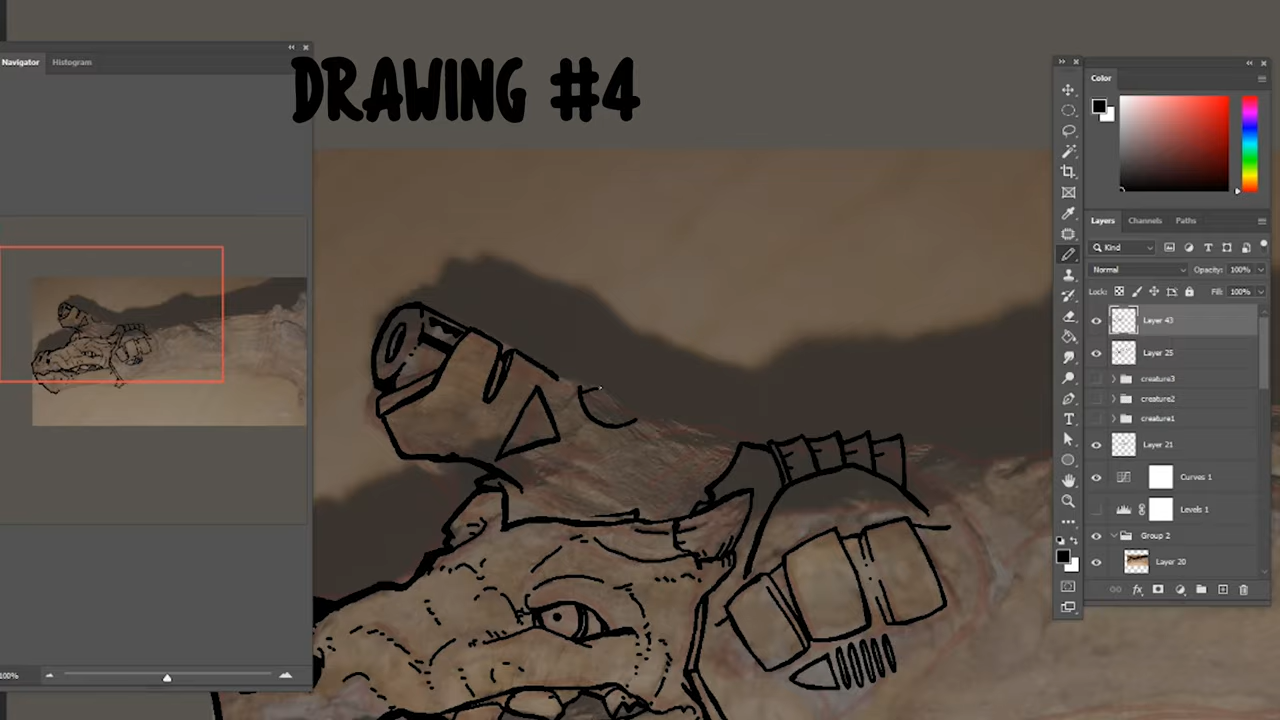 DRAWING #4
Navigator Histogram
100%
Color
Layers Channels Paths
Kind
Normal Opacity: 100%
Lock: Fill: 100%
Layer 43
Layer 25
creature3
creature2
creature1
Layer 21
Curves 1
Levels 1
Group 2
Layer 20
fx